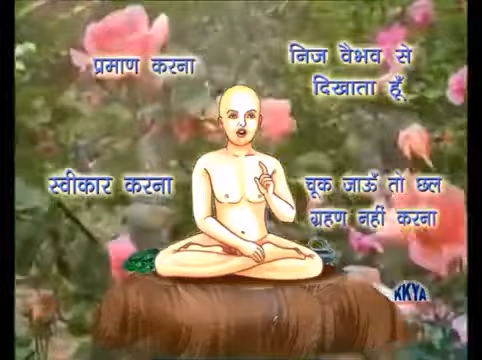 प्रमाण करना
निज वैभव से
दिखाता हूँ
स्वीकार करना
चूक जाऊँ तो छल
ग्रहण नहीं करना
KKYA